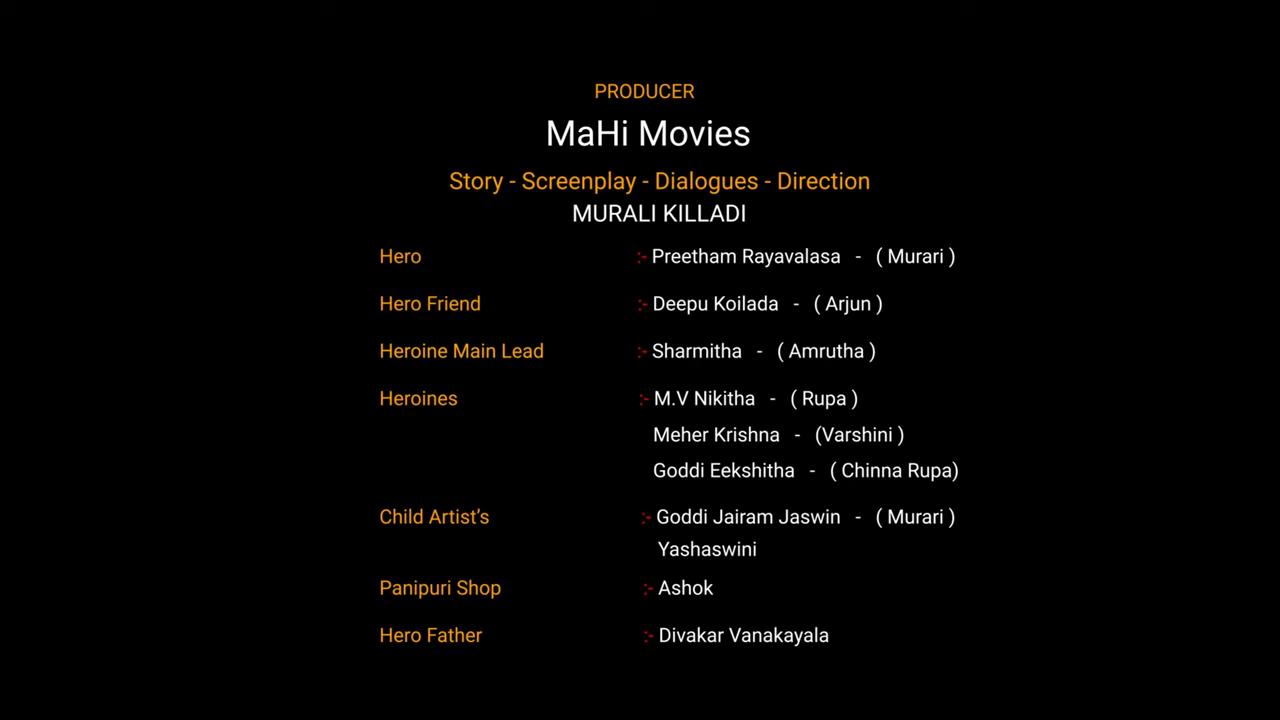 PRODUCER
MaHi Movies
Story - Screenplay - Dialogues - Direction
MURALI KILLADI
Hero :- Preetham Rayavalasa - ( Murari )
Hero Friend :- Deepu Koilada - ( Arjun )
Heroine Main Lead :- Sharmitha - ( Amrutha )
Heroines :- M.V Nikitha - ( Rupa )
Meher Krishna - (Varshini )
Goddi Eekshitha - ( Chinna Rupa)
Child Artist’s :- Goddi Jairam Jaswin - ( Murari )
Yashaswini
Panipuri Shop :- Ashok
Hero Father :- Divakar Vanakayala